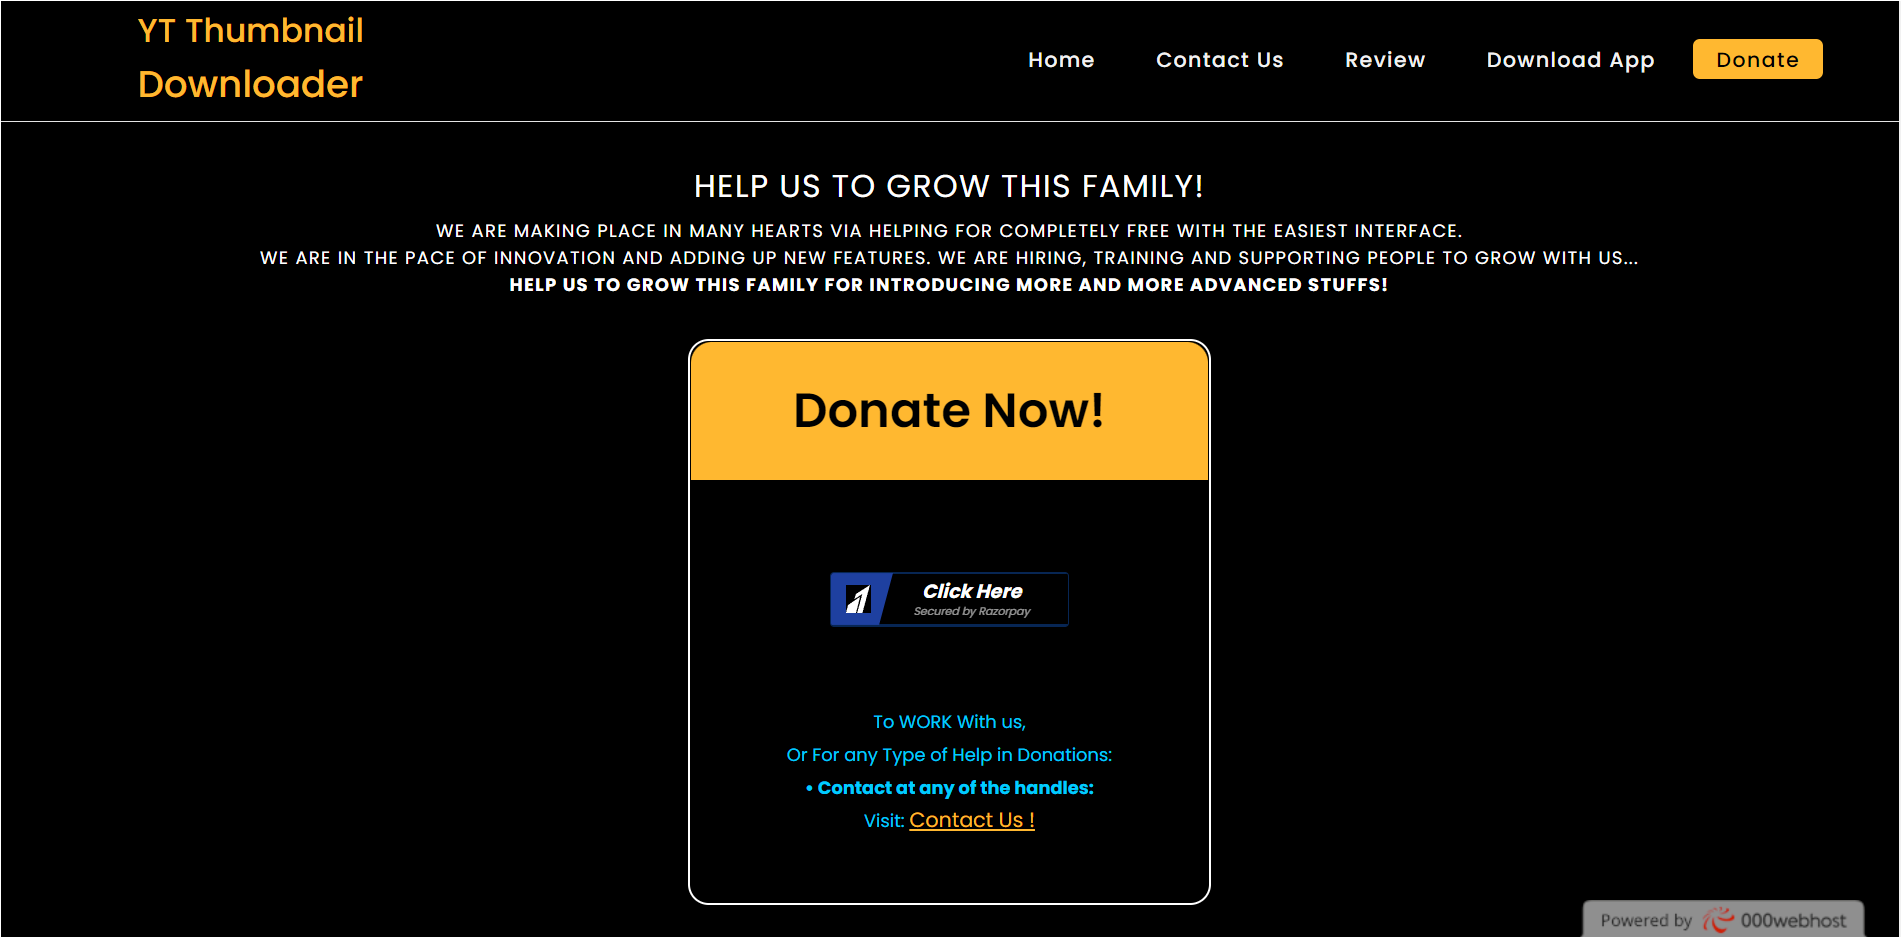 YT Thumbnail
Downloader
Home Contact Us Review Download App Donate
HELP US TO GROW THIS FAMILY!
WE ARE MAKING PLACE IN MANY HEARTS VIA HELPING FOR COMPLETELY FREE WITH THE EASIEST INTERFACE.
WE ARE IN THE PACE OF INNOVATION AND ADDING UP NEW FEATURES. WE ARE HIRING, TRAINING AND SUPPORTING PEOPLE TO GROW WITH US...
HELP US TO GROW THIS FAMILY FOR INTRODUCING MORE AND MORE ADVANCED STUFFS!
Donate Now!
Click Here
Secured by Razorpay
To WORK With us,
Or For any Type of Help in Donations:
• Contact at any of the handles:
Visit: Contact Us !
Powered by 000webhost